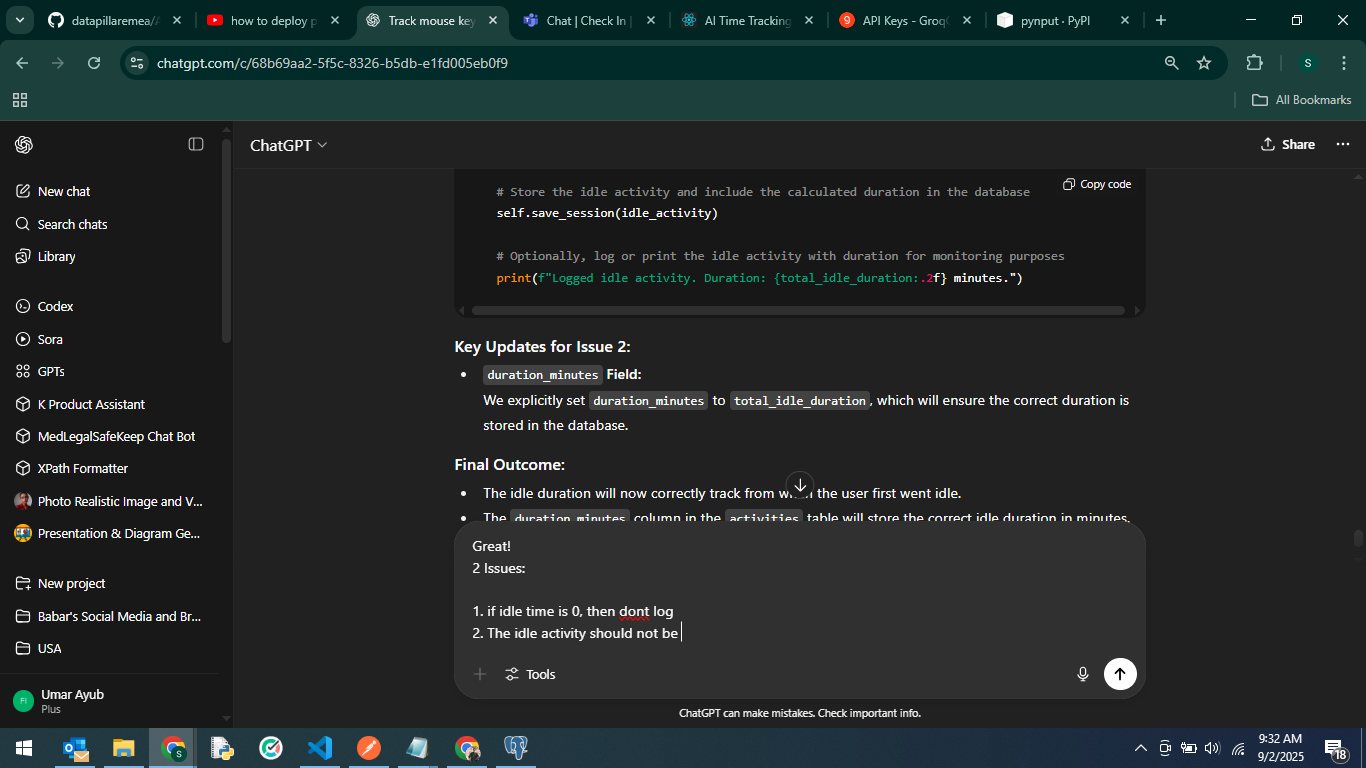 datapillaremea/A
how to deploy p
Track mouse key
Chat | Check In |
AI Time Tracking
API Keys - GroqC
pynput · PyPI
chatgpt.com/c/68b69aa2-5f5c-8326-b5db-e1fd005eb0f9
S
All Bookmarks
ChatGPT
Share
New chat
Search chats
Library
Codex
Sora
GPTs
K Product Assistant
MedLegalSafeKeep Chat Bot
XPath Formatter
Photo Realistic Image and V...
Presentation & Diagram Ge...
New project
Babar's Social Media and Br...
USA
FI
Umar Ayub
Plus
Copy code
# Store the idle activity and include the calculated duration in the database
self.save_session(idle_activity)
# Optionally, log or print the idle activity with duration for monitoring purposes
print(f"Logged idle activity. Duration: {total_idle_duration:.2f} minutes.")
Key Updates for Issue 2:
duration_minutes Field:
We explicitly set duration_minutes to total_idle_duration, which will ensure the correct duration is
stored in the database.
Final Outcome:
The idle duration will now correctly track from the user first went idle.
The duration_minutes column in the activities table will store the correct idle duration in minutes.
Great!
2 Issues:
1. if idle time is 0, then dont log
2. The idle activity should not be
Tools
ChatGPT can make mistakes. Check important info.
9:32 AM
9/2/2025
18